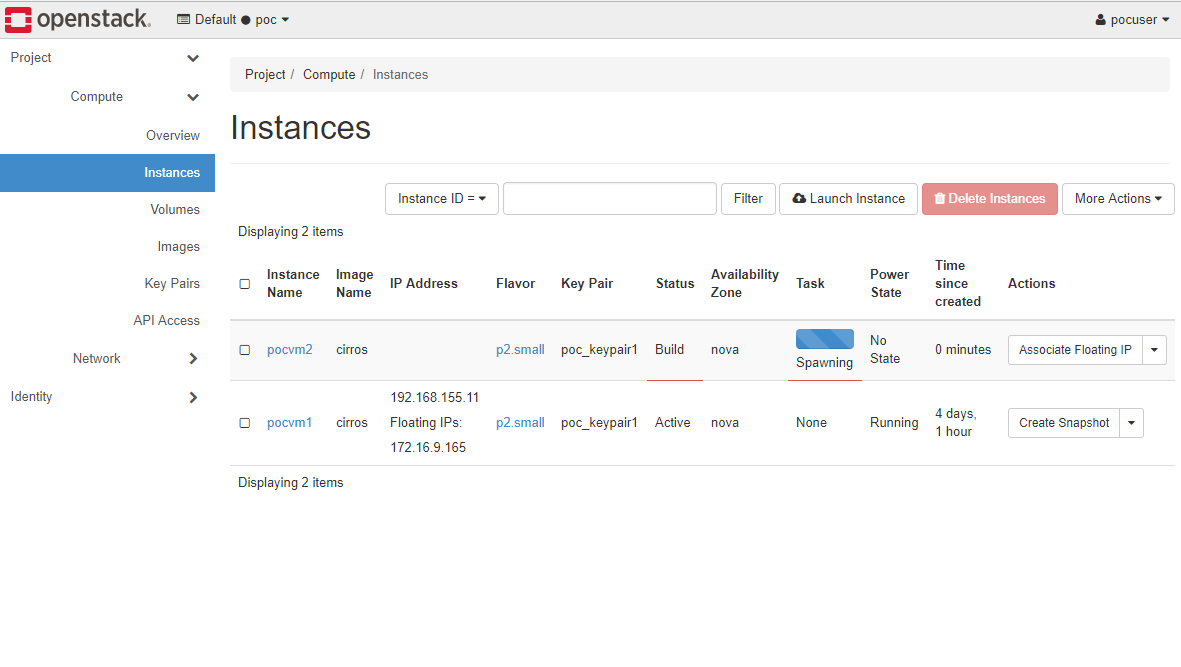 openstack.
Default ● poc
pocuser
Project
Compute
Overview
Instances
Volumes
Images
Key Pairs
API Access
Network
Identity
Project / Compute / Instances
Instances
Instance ID =
Filter
Launch Instance
Delete Instances
More Actions
Displaying 2 items
Instance Name
Image Name
IP Address
Flavor
Key Pair
Status
Availability Zone
Task
Power State
Time since created
Actions
pocvm2
cirros
p2.small
poc_keypair1
Build
nova
Spawning
No State
0 minutes
Associate Floating IP
pocvm1
cirros
192.168.155.11
Floating IPs:
172.16.9.165
p2.small
poc_keypair1
Active
nova
None
Running
4 days, 1 hour
Create Snapshot
Displaying 2 items